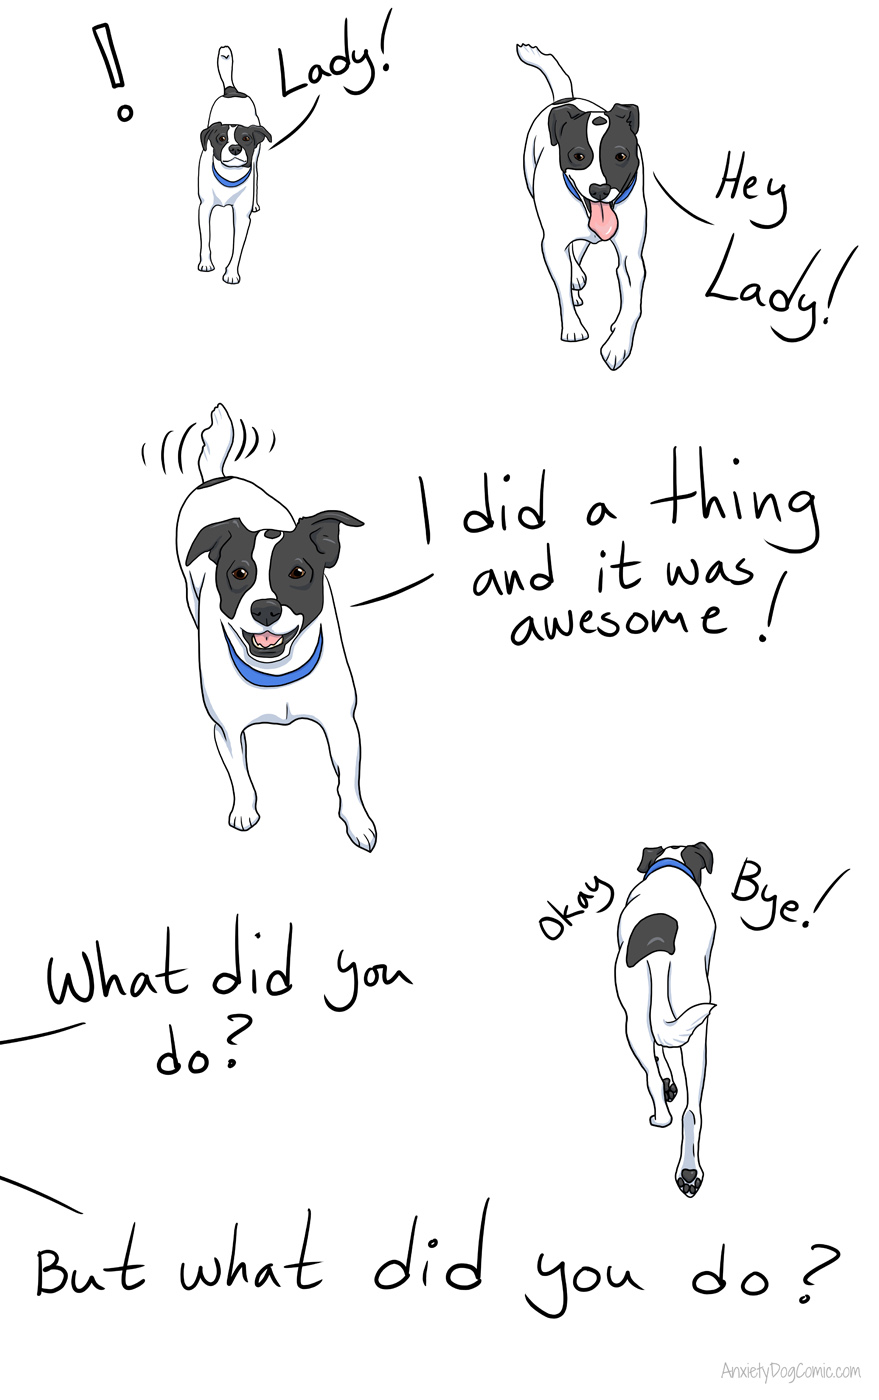 !
Lady!
Hey
Lady!
I did a thing
and it was
awesome!
Okay Bye!
What did you
do?
But what did you do?
AnxietyDogComic.com